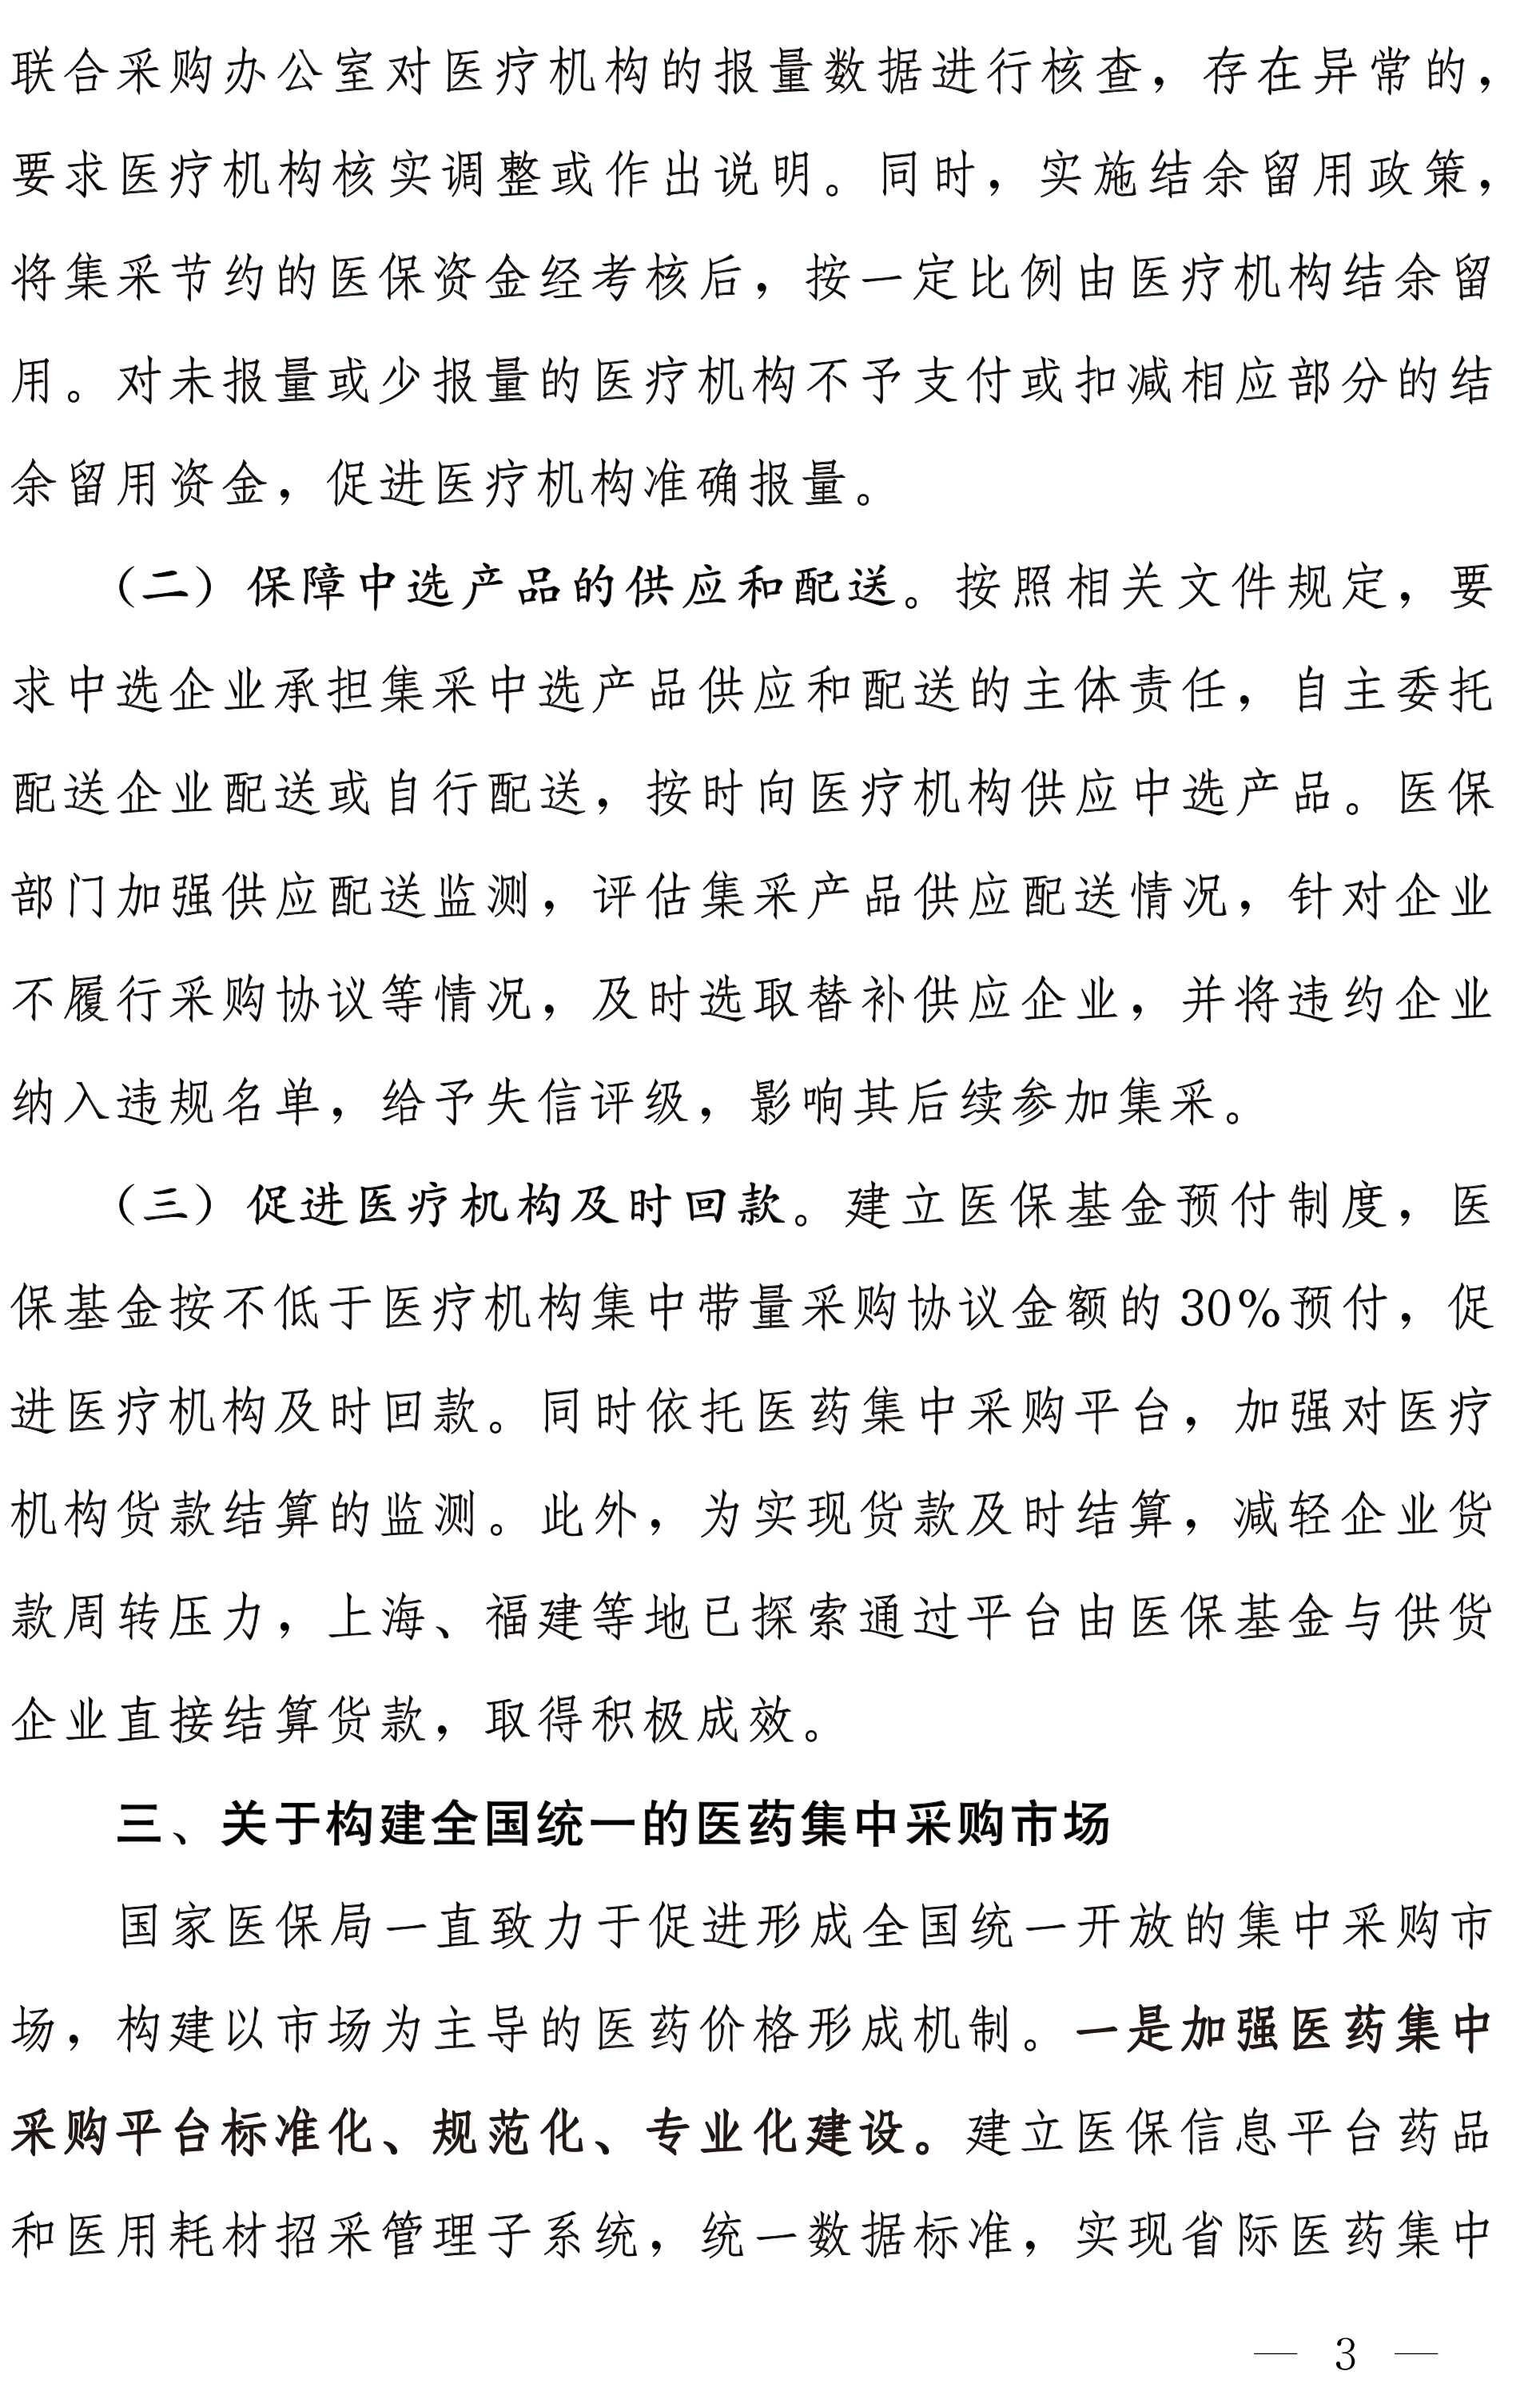 联合采购办公室对医疗机构的报量数据进行核查，存在异常的，
要求医疗机构核实调整或作出说明。同时，实施结余留用政策，
将集采节约的医保资金经考核后，按一定比例由医疗机构结余留
用。对未报量或少报量的医疗机构不予支付或扣减相应部分的结
余留用资金，促进医疗机构准确报量。
（二）保障中选产品的供应和配送。按照相关文件规定，要
求中选企业承担集采中选产品供应和配送的主体责任，自主委托
配送企业配送或自行配送，按时向医疗机构供应中选产品。医保
部门加强供应配送监测，评估集采产品供应配送情况，针对企业
不履行采购协议等情况，及时选取替补供应企业，并将违约企业
纳入违规名单，给予失信评级，影响其后续参加集采。
（三）促进医疗机构及时回款。建立医保基金预付制度，医
保基金按不低于医疗机构集中带量采购协议金额的30%预付，促
进医疗机构及时回款。同时依托医药集中采购平台，加强对医疗
机构货款结算的监测。此外，为实现货款及时结算，减轻企业货
款周转压力，上海、福建等地已探索通过平台由医保基金与供货
企业直接结算货款，取得积极成效。
三、关于构建全国统一的医药集中采购市场
国家医保局一直致力于促进形成全国统一开放的集中采购市
场，构建以市场为主导的医药价格形成机制。一是加强医药集中
采购平台标准化、规范化、专业化建设。建立医保信息平台药品
和医用耗材招采管理子系统，统一数据标准，实现省际医药集中
— 3 —